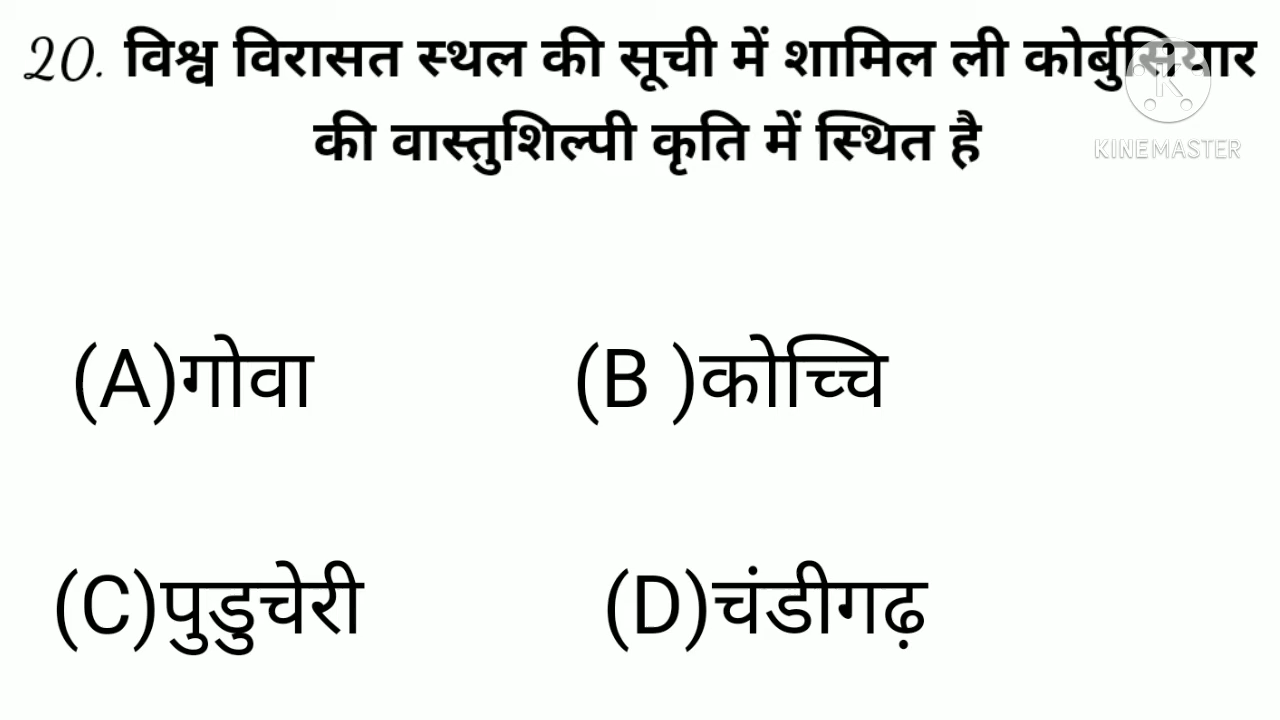 20. विश्व विरासत स्थल की सूची में शामिल ली कोर्बुसियार
की वास्तुशिल्पी कृति में स्थित है
KINEMASTER
(A)गोवा (B )कोच्चि
(C)पुडुचेरी (D)चंडीगढ़